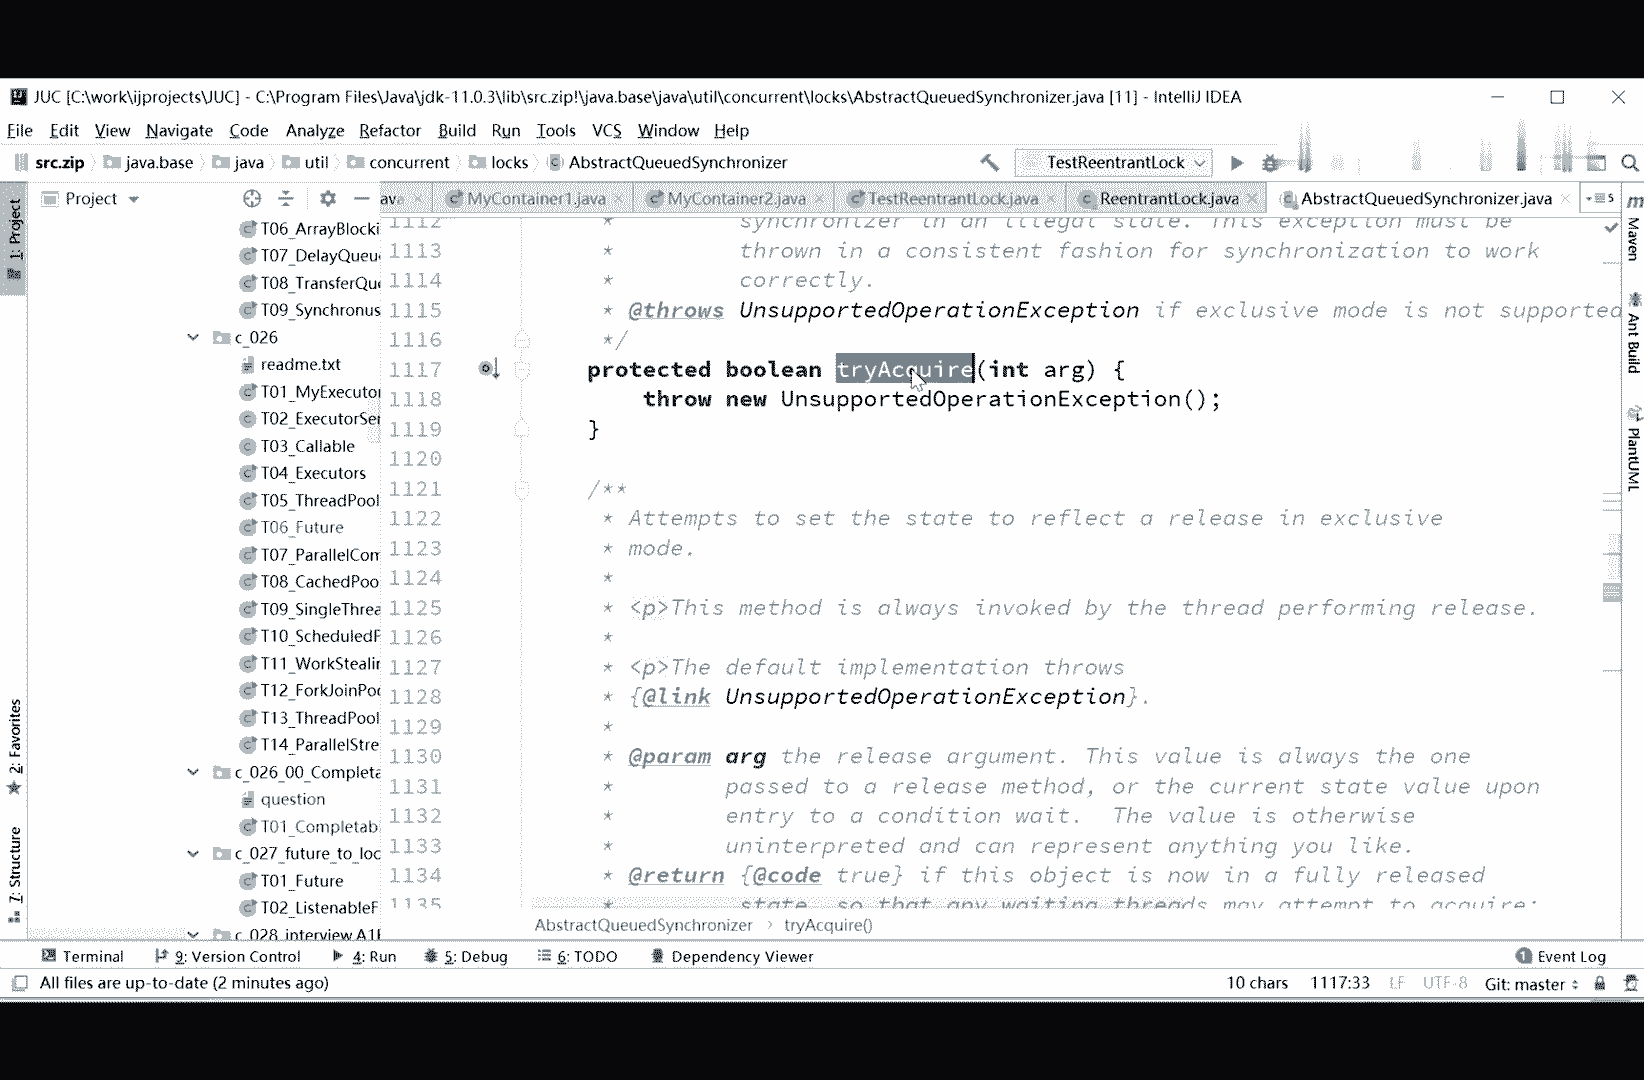 JUC [C:\work\ijprojects\JUC] - C:\Program Files\Java\jdk-11.0.3\lib\src.zip!\java.base\java\util\concurrent\locks\AbstractQueuedSynchronizer.java [11] - IntelliJ IDEA
File Edit View Navigate Code Analyze Refactor Build Run Tools VCS Window Help
src.zip java.base java util concurrent locks AbstractQueuedSynchronizer TestReentrantLock
Project ava MyContainer1.java MyContainer2.java TestReentrantLock.java ReentrantLock.java AbstractQueuedSynchronizer.java 5
1: Project
2: Favorites
7: Structure
T06_ArrayBlocki
T07_DelayQueu
T08_TransferQue
T09_Synchronus
c_026
readme.txt
T01_MyExecutor
T02_ExecutorSer
T03_Callable
T04_Executors
T05_ThreadPool
T06_Future
T07_ParallelCom
T08_CachedPoo
T09_SingleThrea
T10_ScheduledP
T11_WorkStealin
T12_ForkJoinPoo
T13_ThreadPool
T14_ParallelStre
c_026_00_Completa
question
T01_Completab
c_027_future_to_loc
T01_Future
T02_ListenableF
c_028_interview A1B
1112 * synchronizer in an illegal state. This exception must be
1113 * thrown in a consistent fashion for synchronization to work
1114 * correctly.
1115 * @throws UnsupportedOperationException if exclusive mode is not supported
1116 */
1117 protected boolean tryAcquire(int arg) {
1118 throw new UnsupportedOperationException();
1119 }
1120
1121 /**
1122 * Attempts to set the state to reflect a release in exclusive
1123 * mode.
1124 *
1125 * <p>This method is always invoked by the thread performing release.
1126 *
1127 * <p>The default implementation throws
1128 * {@link UnsupportedOperationException}.
1129 *
1130 * @param arg the release argument. This value is always the one
1131 * passed to a release method, or the current state value upon
1132 * entry to a condition wait.  The value is otherwise
1133 * uninterpreted and can represent anything you like.
1134 * @return {@code true} if this object is now in a fully released
1135 * state, so that any waiting threads may attempt to acquire;
AbstractQueuedSynchronizer › tryAcquire()
Maven
Ant Build
PlantUML
Terminal 9: Version Control 4: Run 5: Debug 6: TODO Dependency Viewer 1 Event Log
All files are up-to-date (2 minutes ago) 10 chars 1117:33 LF UTF-8 Git: master